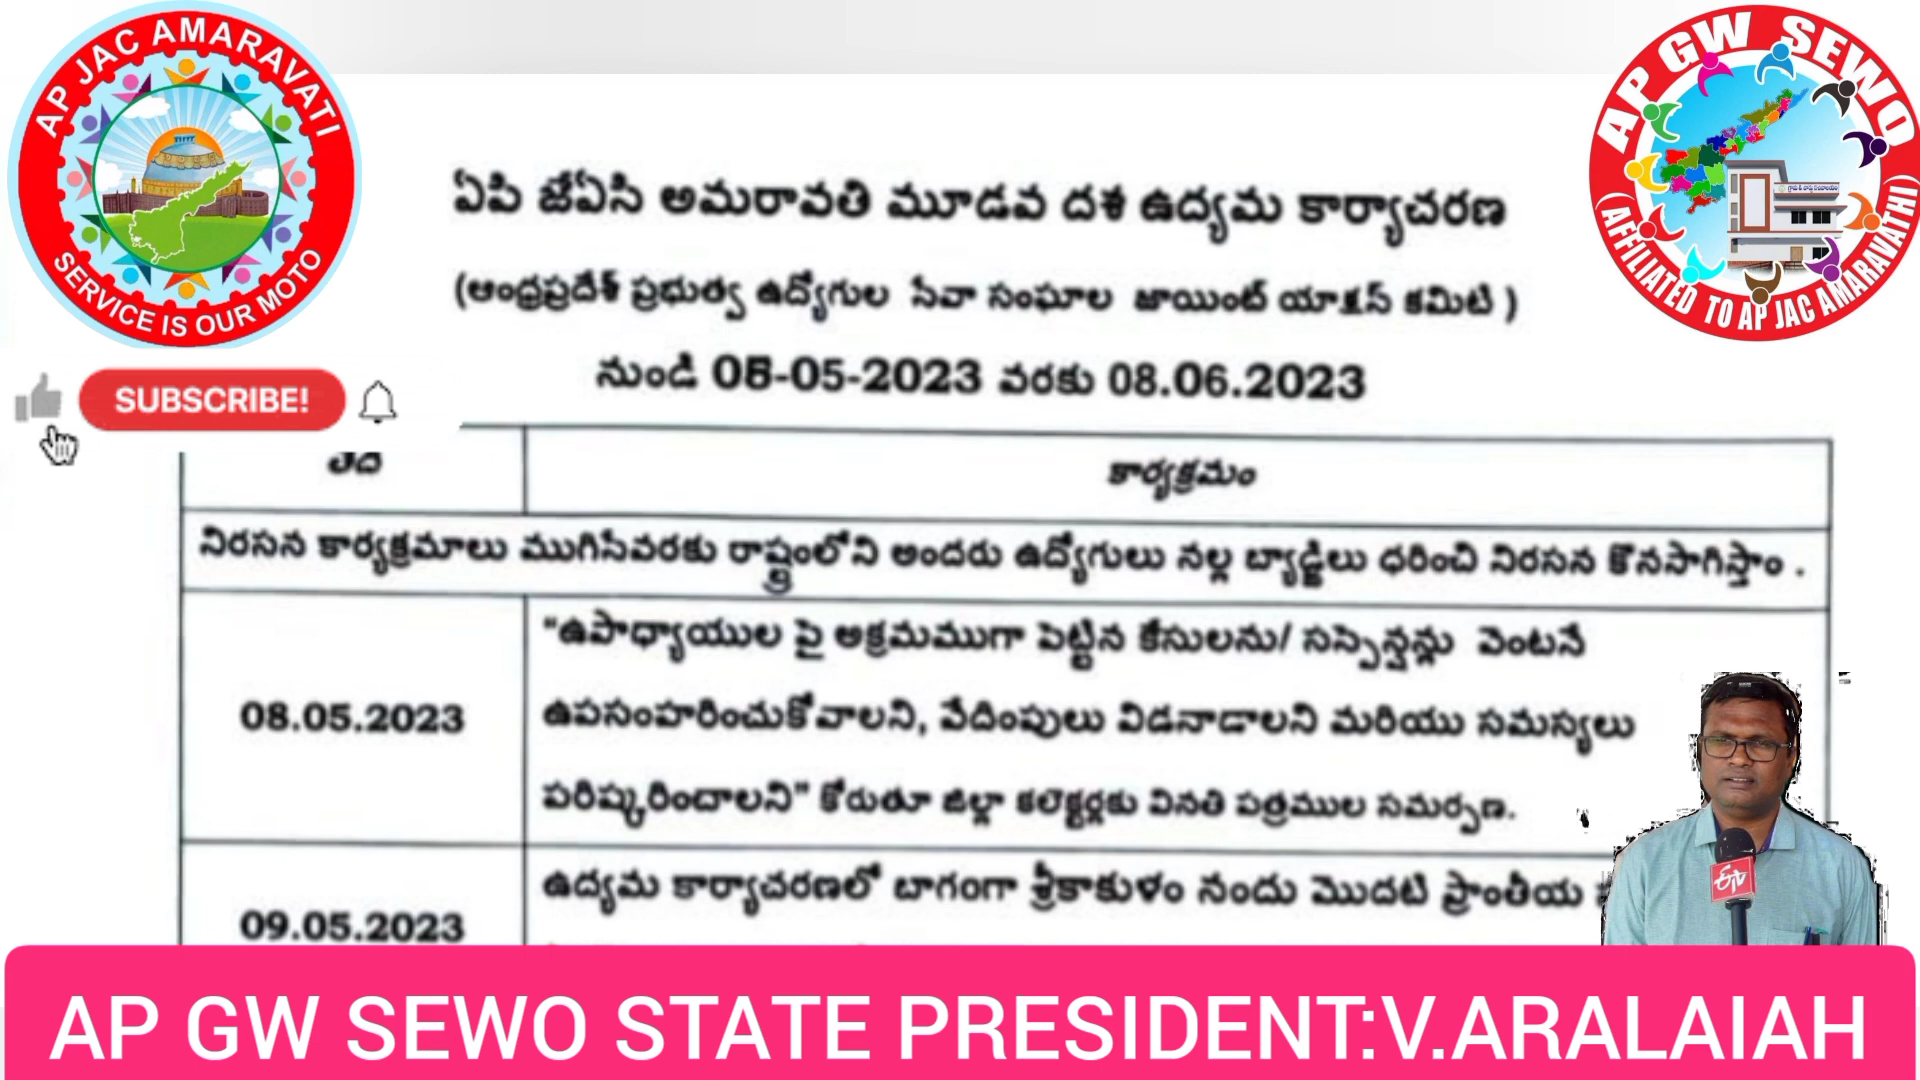 AP JAC AMARAVATI
SERVICE IS OUR MOTO
AP GW SEWO
(AFFILIATED TO AP JAC AMARAVATHI)
ఏపి జేఏసి అమరావతి మూడవ దశ ఉద్యమ కార్యాచరణ
(ఆంధ్రప్రదేశ్ ప్రభుత్వ ఉద్యోగుల సేవా సంఘాల జాయింట్ యాక్షన్ కమిటి )
నుండి 08-05-2023 వరకు 08.06.2023
SUBSCRIBE!
తేది
కార్యక్రమం
నిరసన కార్యక్రమాలు ముగిసేవరకు రాష్ట్రంలోని అందరు ఉద్యోగులు నల్ల బ్యాడ్జిలు ధరించి నిరసన కొనసాగిస్తాం .
08.05.2023
"ఉపాధ్యాయుల పై అక్రమముగా పెట్టిన కేసులను/ సస్పెన్షన్లు వెంటనే
ఉపసంహరించుకోవాలని, వేదింపులు విడనాడాలని మరియు సమస్యలు
పరిష్కరించాలని" కోరుతూ జిల్లా కలెక్టర్లకు వినతి పత్రముల సమర్పణ.
09.05.2023
ఉద్యమ కార్యాచరణలో బాగంగా శ్రీకాకుళం నందు మొదటి ప్రాంతీయ
etv
AP GW SEWO STATE PRESIDENT:V.ARALAIAH